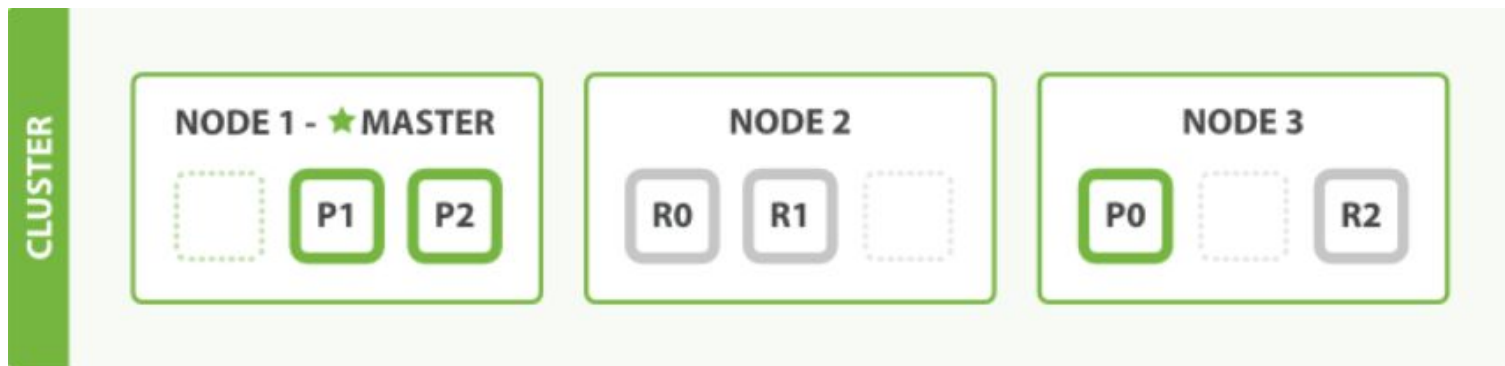 CLUSTER
NODE 1 - ★ MASTER
P1
P2
NODE 2
R0
R1
NODE 3
P0
R2